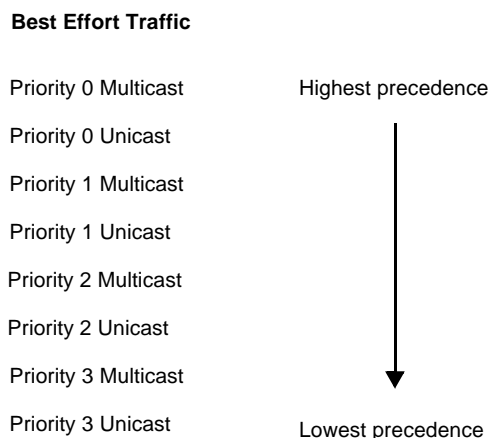 Best Effort Traffic
Priority 0 Multicast Highest precedence
Priority 0 Unicast
Priority 1 Multicast
Priority 1 Unicast
Priority 2 Multicast
Priority 2 Unicast
Priority 3 Multicast
Priority 3 Unicast Lowest precedence